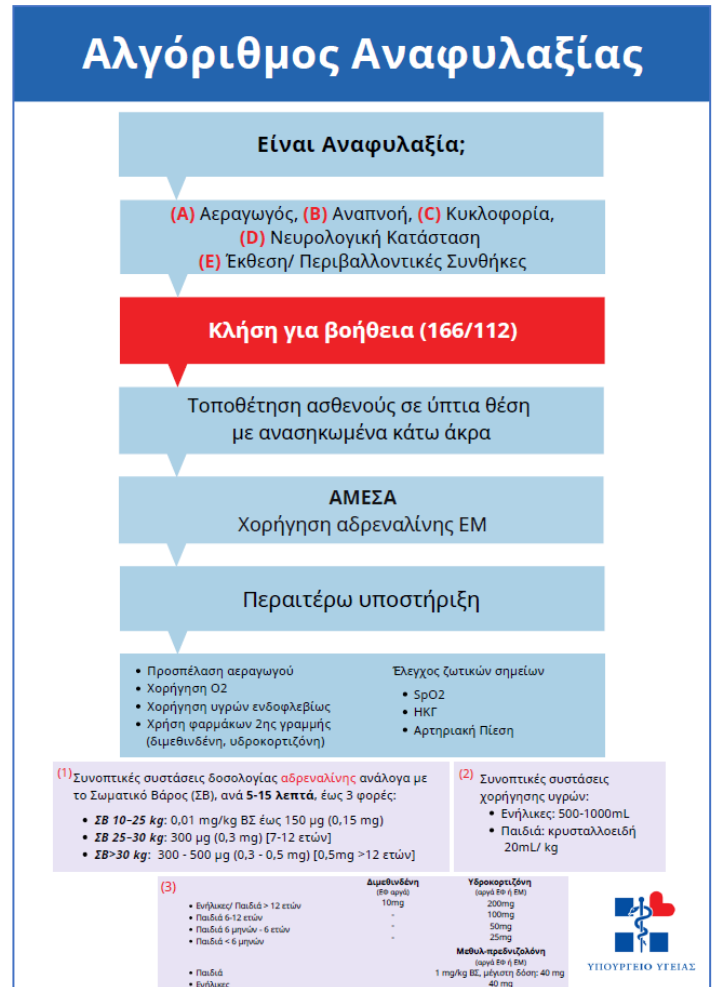 Αλγόριθμος Αναφυλαξίας
Είναι Αναφυλαξία;
(A) Αεραγωγός, (B) Αναπνοή, (C) Κυκλοφορία,
(D) Νευρολογική Κατάσταση
(E) Έκθεση/ Περιβαλλοντικές Συνθήκες
Κλήση για βοήθεια (166/112)
Τοποθέτηση ασθενούς σε ύπτια θέση
με ανασηκωμένα κάτω άκρα
ΑΜΕΣΑ
Χορήγηση αδρεναλίνης ΕΜ
Περαιτέρω υποστήριξη
• Προσπέλαση αεραγωγού
• Χορήγηση Ο2
• Χορήγηση υγρών ενδοφλεβίως
• Χρήση φαρμάκων 2ης γραμμής
(διμεθινδένη, υδροκορτιζόνη)
Έλεγχος ζωτικών σημείων
• SpO2
• ΗΚΓ
• Αρτηριακή Πίεση
(1) Συνοπτικές συστάσεις δοσολογίας αδρεναλίνης ανάλογα με
το Σωματικό Βάρος (ΣΒ), ανά 5-15 λεπτά, έως 3 φορές:
• ΣΒ 10–25 kg: 0,01 mg/kg ΒΣ έως 150 μg (0,15 mg)
• ΣΒ 25–30 kg: 300 μg (0,3 mg) [7-12 ετών]
• ΣΒ>30 kg: 300 - 500 μg (0,3 - 0,5 mg) [0,5mg >12 ετών]
(2) Συνοπτικές συστάσεις
χορήγησης υγρών:
• Ενήλικες: 500-1000mL
• Παιδιά: κρυσταλλοειδή
20mL/ kg
(3)
Διμεθινδένη Υδροκορτιζόνη
(ΕΦ αργά) (αργά ΕΦ ή ΕΜ)
• Ενήλικες/ Παιδιά > 12 ετών 10mg 200mg
• Παιδιά 6-12 ετών - 100mg
• Παιδιά 6 μηνών - 6 ετών - 50mg
• Παιδιά < 6 μηνών - 25mg
Μεθυλ-πρεδνιζολόνη
(αργά ΕΦ ή ΕΜ)
• Παιδιά 1 mg/kg ΒΣ, μέγιστη δόση: 40 mg
• Ενήλικες 40 mg
ΥΠΟΥΡΓΕΙΟ ΥΓΕΙΑΣ